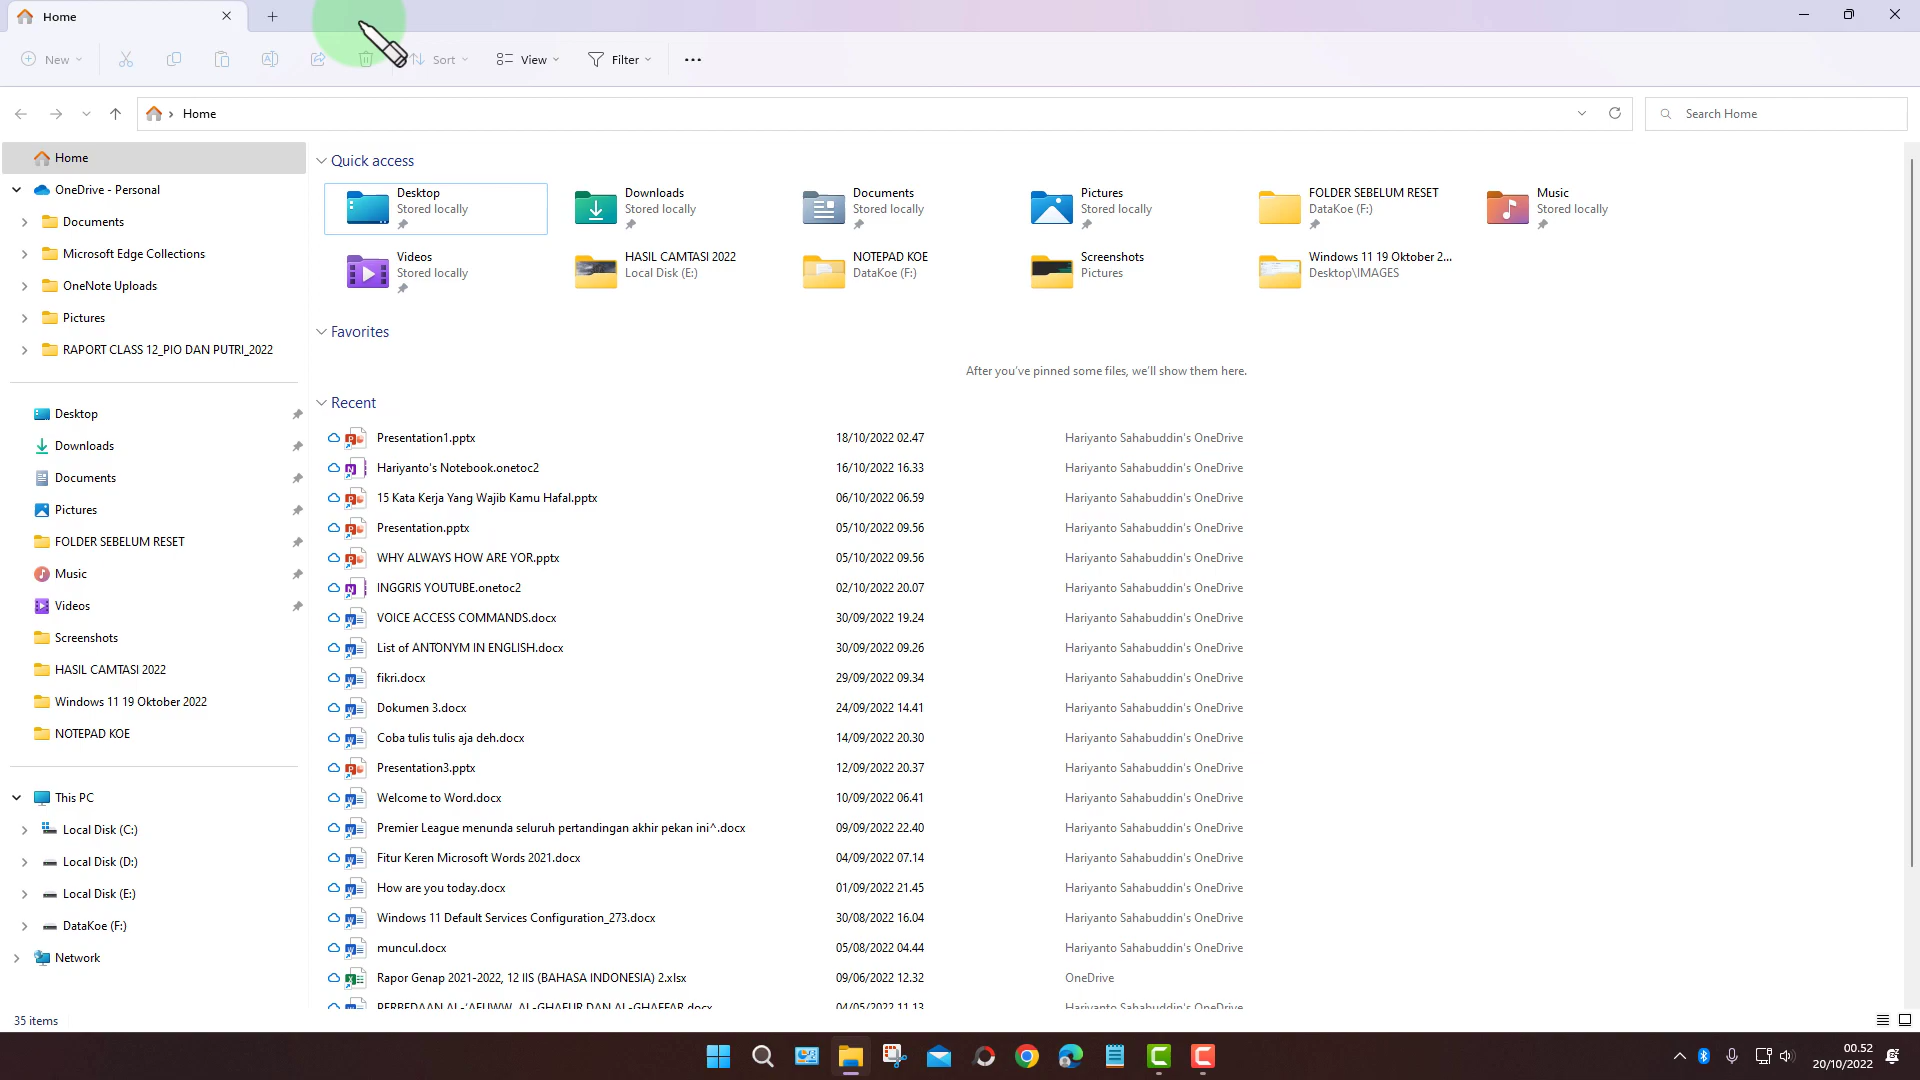 Home
New
Sort
View
Filter
Home
Search Home
Home
OneDrive - Personal
Documents
Microsoft Edge Collections
OneNote Uploads
Pictures
RAPORT CLASS 12_PIO DAN PUTRI_2022
Desktop
Downloads
Documents
Pictures
FOLDER SEBELUM RESET
Music
Videos
Screenshots
HASIL CAMTASI 2022
Windows 11 19 Oktober 2022
NOTEPAD KOE
This PC
Local Disk (C:)
Local Disk (D:)
Local Disk (E:)
DataKoe (F:)
Network
Quick access
Desktop
Stored locally
Downloads
Stored locally
Documents
Stored locally
Pictures
Stored locally
FOLDER SEBELUM RESET
DataKoe (F:)
Music
Stored locally
Videos
Stored locally
HASIL CAMTASI 2022
Local Disk (E:)
NOTEPAD KOE
DataKoe (F:)
Screenshots
Pictures
Windows 11 19 Oktober 2...
Desktop\IMAGES
Favorites
After you've pinned some files, we'll show them here.
Recent
Presentation1.pptx 18/10/2022 02.47 Hariyanto Sahabuddin's OneDrive
Hariyanto's Notebook.onetoc2 16/10/2022 16.33 Hariyanto Sahabuddin's OneDrive
15 Kata Kerja Yang Wajib Kamu Hafal.pptx 06/10/2022 06.59 Hariyanto Sahabuddin's OneDrive
Presentation.pptx 05/10/2022 09.56 Hariyanto Sahabuddin's OneDrive
WHY ALWAYS HOW ARE YOR.pptx 05/10/2022 09.56 Hariyanto Sahabuddin's OneDrive
INGGRIS YOUTUBE.onetoc2 02/10/2022 20.07 Hariyanto Sahabuddin's OneDrive
VOICE ACCESS COMMANDS.docx 30/09/2022 19.24 Hariyanto Sahabuddin's OneDrive
List of ANTONYM IN ENGLISH.docx 30/09/2022 09.26 Hariyanto Sahabuddin's OneDrive
fikri.docx 29/09/2022 09.34 Hariyanto Sahabuddin's OneDrive
Dokumen 3.docx 24/09/2022 14.41 Hariyanto Sahabuddin's OneDrive
Coba tulis tulis aja deh.docx 14/09/2022 20.30 Hariyanto Sahabuddin's OneDrive
Presentation3.pptx 12/09/2022 20.37 Hariyanto Sahabuddin's OneDrive
Welcome to Word.docx 10/09/2022 06.41 Hariyanto Sahabuddin's OneDrive
Premier League menunda seluruh pertandingan akhir pekan ini^.docx 09/09/2022 22.40 Hariyanto Sahabuddin's OneDrive
Fitur Keren Microsoft Words 2021.docx 04/09/2022 07.14 Hariyanto Sahabuddin's OneDrive
How are you today.docx 01/09/2022 21.45 Hariyanto Sahabuddin's OneDrive
Windows 11 Default Services Configuration_273.docx 30/08/2022 16.04 Hariyanto Sahabuddin's OneDrive
muncul.docx 05/08/2022 04.44 Hariyanto Sahabuddin's OneDrive
Rapor Genap 2021-2022, 12 IIS (BAHASA INDONESIA) 2.xlsx 09/06/2022 12.32 OneDrive
PERBEDAAN AL-'AFUWW, AL-GHAFUR DAN AL-GHAFFAR.docx 04/05/2022 11.13 Hariyanto Sahabuddin's OneDrive
35 items
00.52
20/10/2022